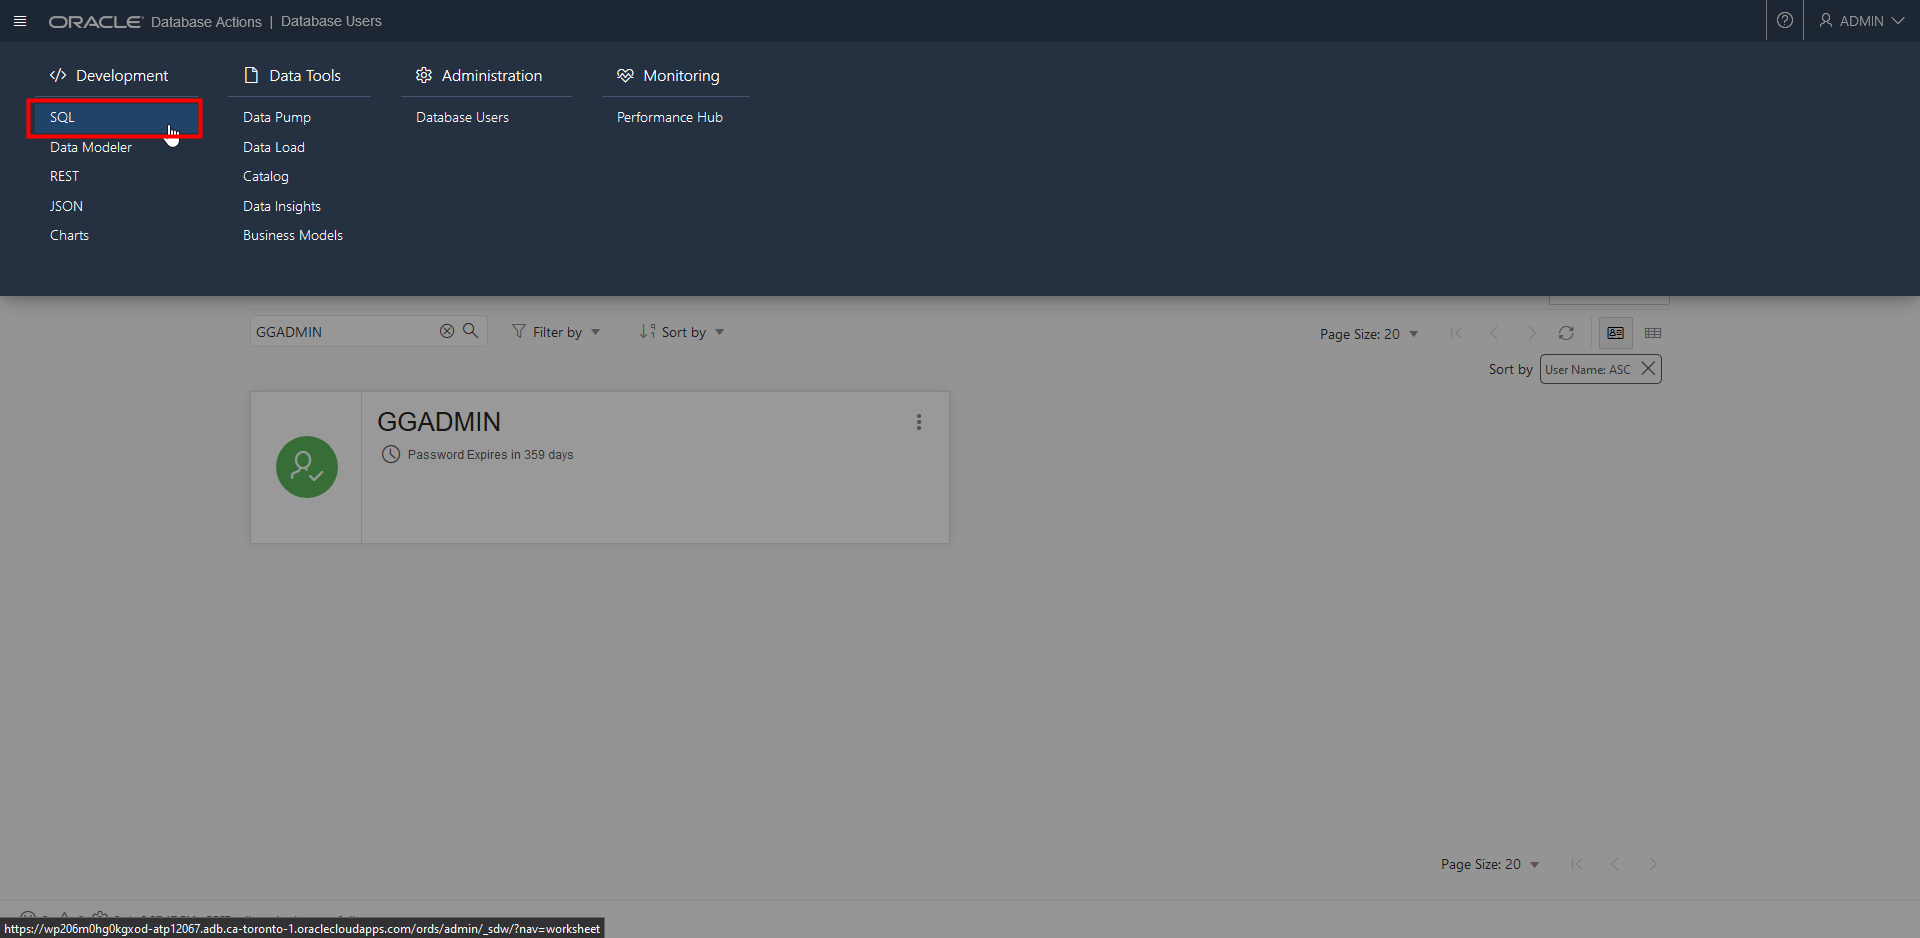 ORACLE Database Actions | Database Users
ADMIN
Development
SQL
Data Modeler
REST
JSON
Charts
Data Tools
Data Pump
Data Load
Catalog
Data Insights
Business Models
Administration
Database Users
Monitoring
Performance Hub
GGADMIN
Filter by
Sort by
Page Size: 20
Sort by
User Name: ASC
GGADMIN
Password Expires in 359 days
Page Size: 20
https://wp206m0hg0kgxod-atp12067.adb.ca-toronto-1.oraclecloudapps.com/ords/admin/_sdw/?nav=worksheet